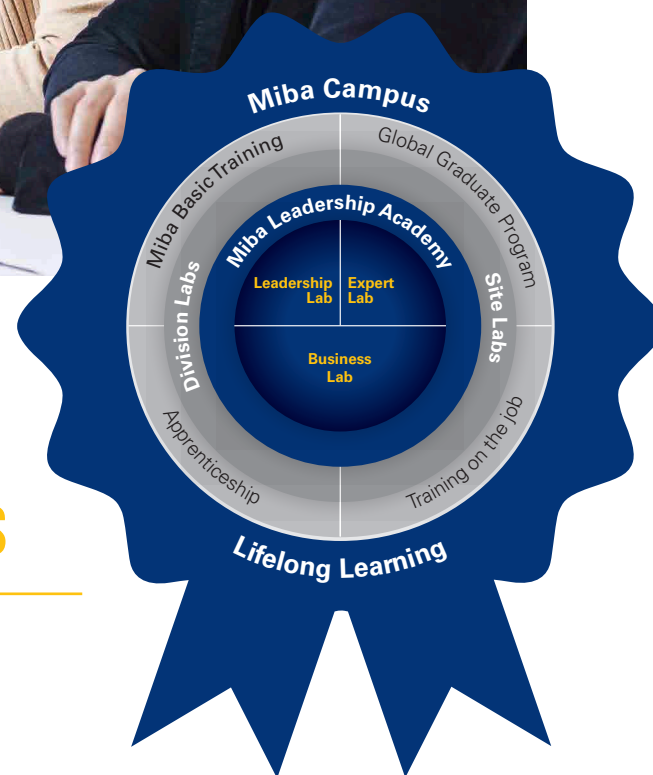 Miba Campus
Miba Basic Training
Global Graduate Program
Miba Leadership Academy
Division Labs
Site Labs
Leadership
Lab
Expert
Lab
Business
Lab
Apprenticeship
Training on the job
Lifelong Learning
S